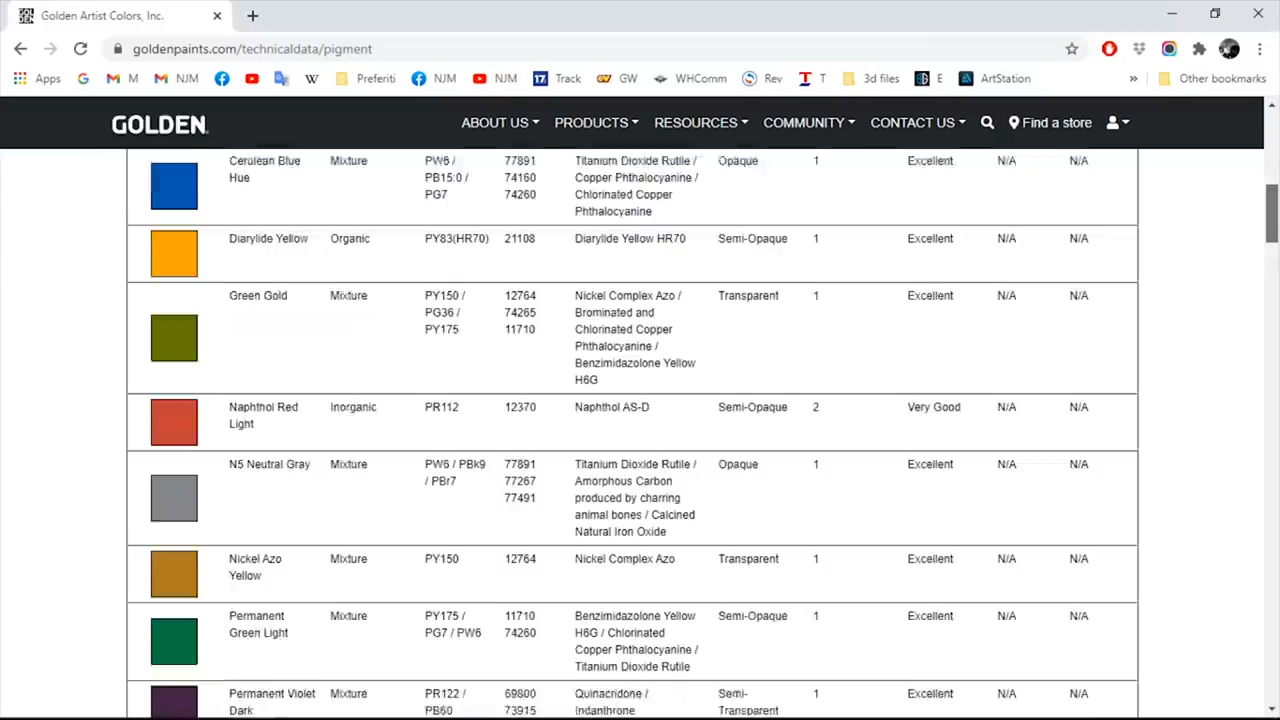 Golden Artist Colors, Inc.
goldenpaints.com/technicaldata/pigment
Apps M NJM Preferiti NJM NJM 17 Track GW WHComm Rev T 3d files E ArtStation » Other bookmarks
GOLDEN ABOUT US PRODUCTS RESOURCES COMMUNITY CONTACT US Find a store
Cerulean Blue Mixture PW6 / 77891 Titanium Dioxide Rutile / Opaque 1 Excellent N/A N/A
Hue PB15:0 / 74160 Copper Phthalocyanine /
PG7 74260 Chlorinated Copper
Phthalocyanine
Diarylide Yellow Organic PY83(HR70) 21108 Diarylide Yellow HR70 Semi-Opaque 1 Excellent N/A N/A
Green Gold Mixture PY150 / 12764 Nickel Complex Azo / Transparent 1 Excellent N/A N/A
PG36 / 74265 Brominated and
PY175 11710 Chlorinated Copper
Phthalocyanine /
Benzimidazolone Yellow
H6G
Naphthol Red Inorganic PR112 12370 Naphthol AS-D Semi-Opaque 2 Very Good N/A N/A
Light
N5 Neutral Gray Mixture PW6 / PBk9 77891 Titanium Dioxide Rutile / Opaque 1 Excellent N/A N/A
/ PBr7 77267 Amorphous Carbon
77491 produced by charring
animal bones / Calcined
Natural Iron Oxide
Nickel Azo Mixture PY150 12764 Nickel Complex Azo Transparent 1 Excellent N/A N/A
Yellow
Permanent Mixture PY175 / 11710 Benzimidazolone Yellow Semi-Opaque 1 Excellent N/A N/A
Green Light PG7 / PW6 74260 H6G / Chlorinated
Copper Phthalocyanine /
Titanium Dioxide Rutile
Permanent Violet Mixture PR122 / 69800 Quinacridone / Semi- 1 Excellent N/A N/A
Dark PB60 73915 Indanthrone Transparent